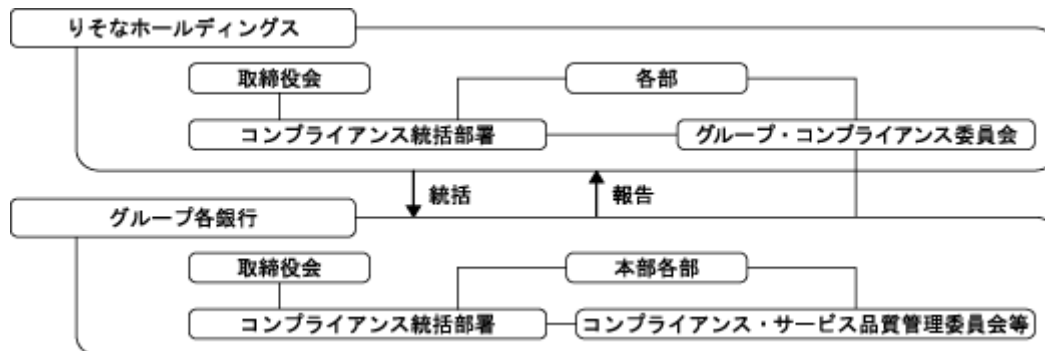 りそなホールディングス
取締役会
各部
コンプライアンス統括部署
グループ・コンプライアンス委員会
統括
報告
グループ各銀行
取締役会
本部各部
コンプライアンス統括部署
コンプライアンス・サービス品質管理委員会等